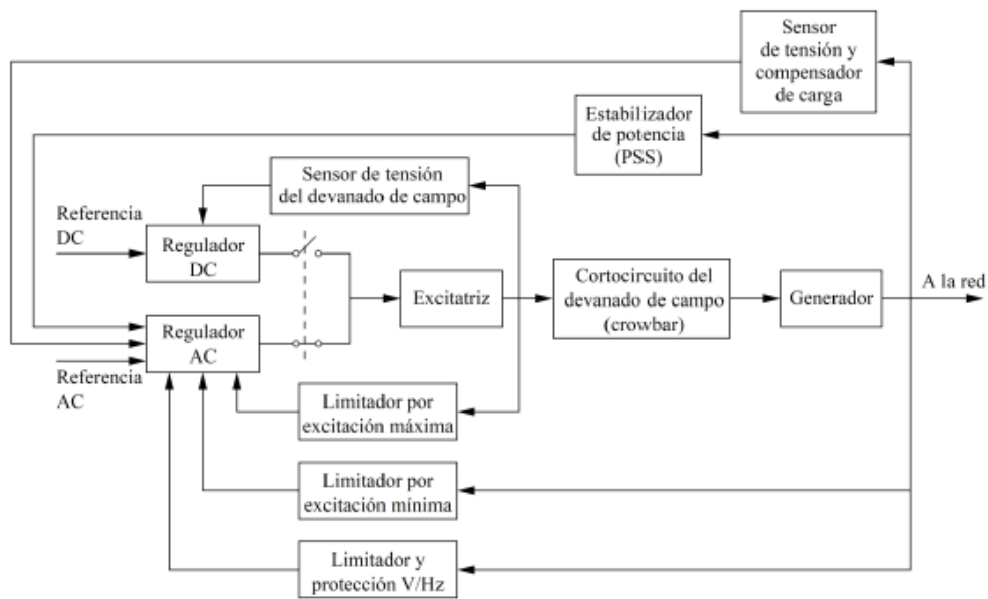 Sensor
de tensión y
compensador
de carga
Estabilizador
de potencia
(PSS)
Sensor de tensión
del devanado de campo
Referencia
DC
Regulador
DC
Excitatriz
Cortocircuito del
devanado de campo
(crowbar)
Generador
A la red
Regulador
AC
Referencia
AC
Limitador por
excitación máxima
Limitador por
excitación mínima
Limitador y
protección V/Hz